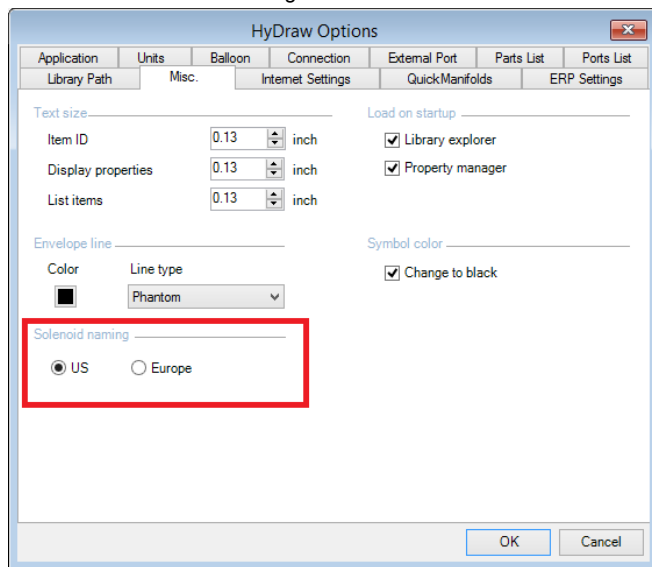 HyDraw Options
Application Units Balloon Connection External Port Parts List Ports List
Library Path Misc. Internet Settings QuickManifolds ERP Settings
Text size
Item ID 0.13 inch
Display properties 0.13 inch
List items 0.13 inch
Load on startup
Library explorer
Property manager
Envelope line
Color Line type
Phantom
Symbol color
Change to black
Solenoid naming
US Europe
OK Cancel